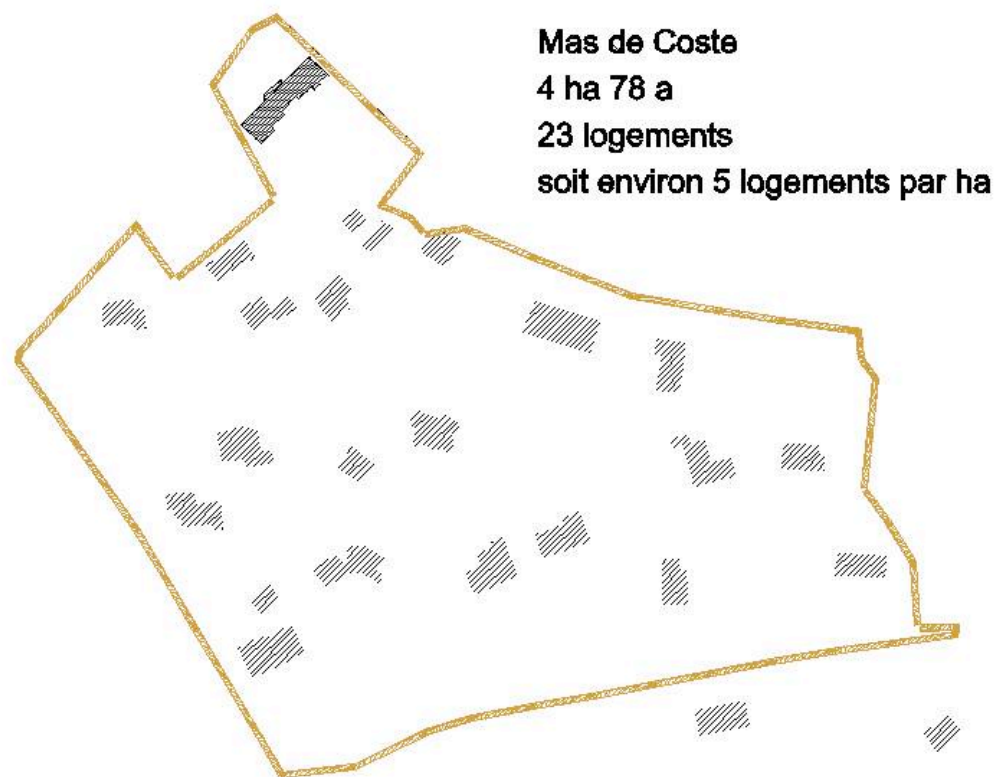 Mas de Coste
4 ha 78 a
23 logements
soit environ 5 logements par ha